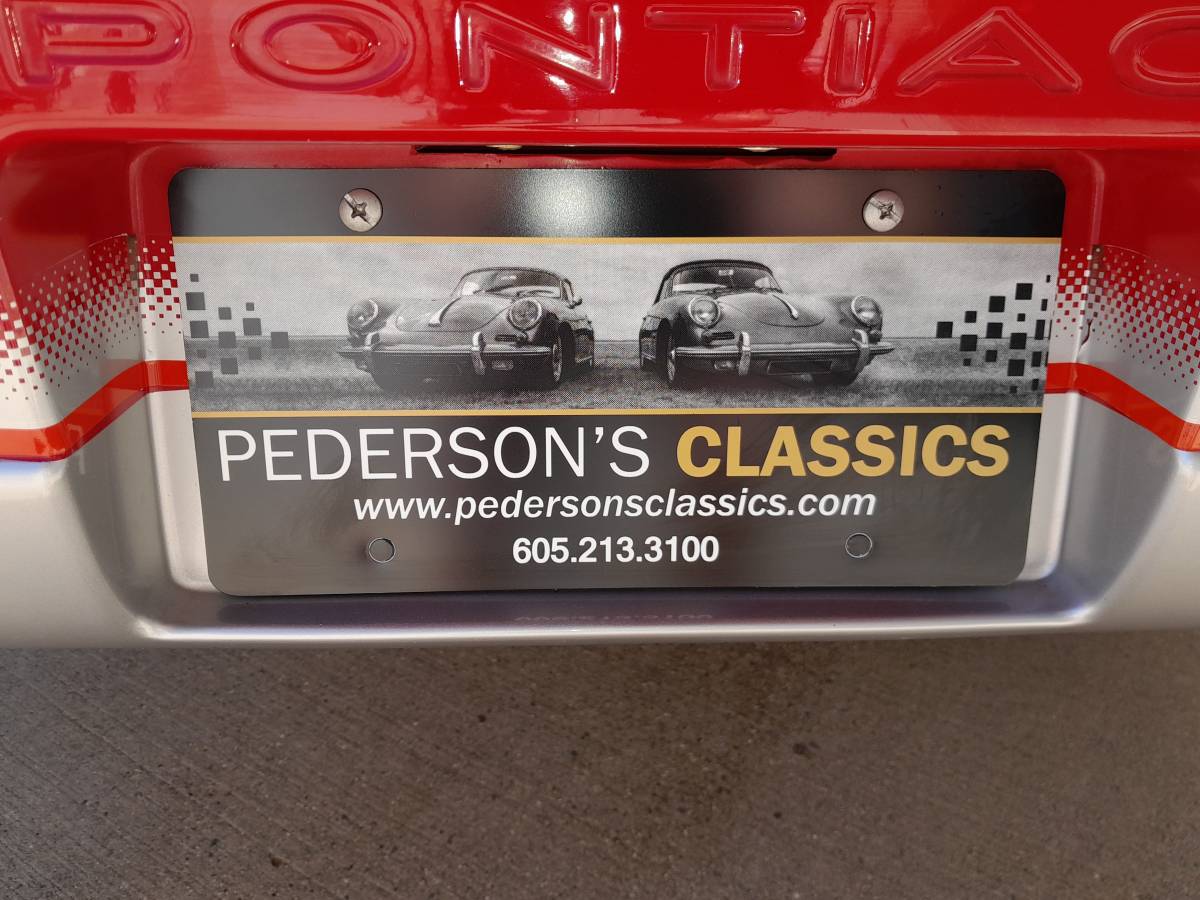 PONTIAC
PEDERSON'S CLASSICS
www.pedersonsclassics.com
605.213.3100